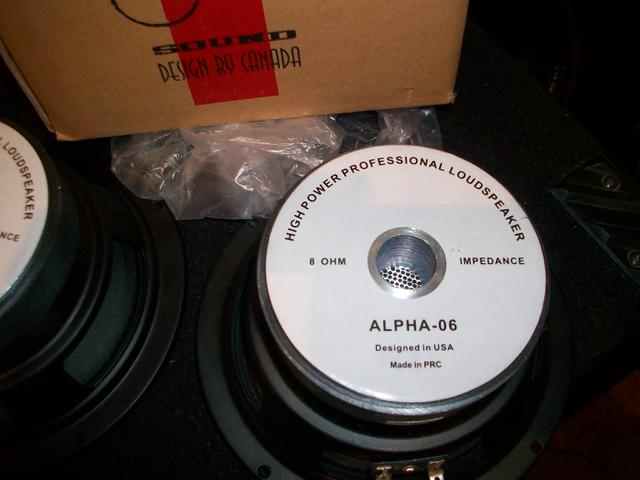 SOUND
DESIGN BY CANADA
LOUDSPEAKER
HIGH POWER PROFESSIONAL LOUDSPEAKER
8 OHM IMPEDANCE
ALPHA-06
Designed in USA
Made in PRC